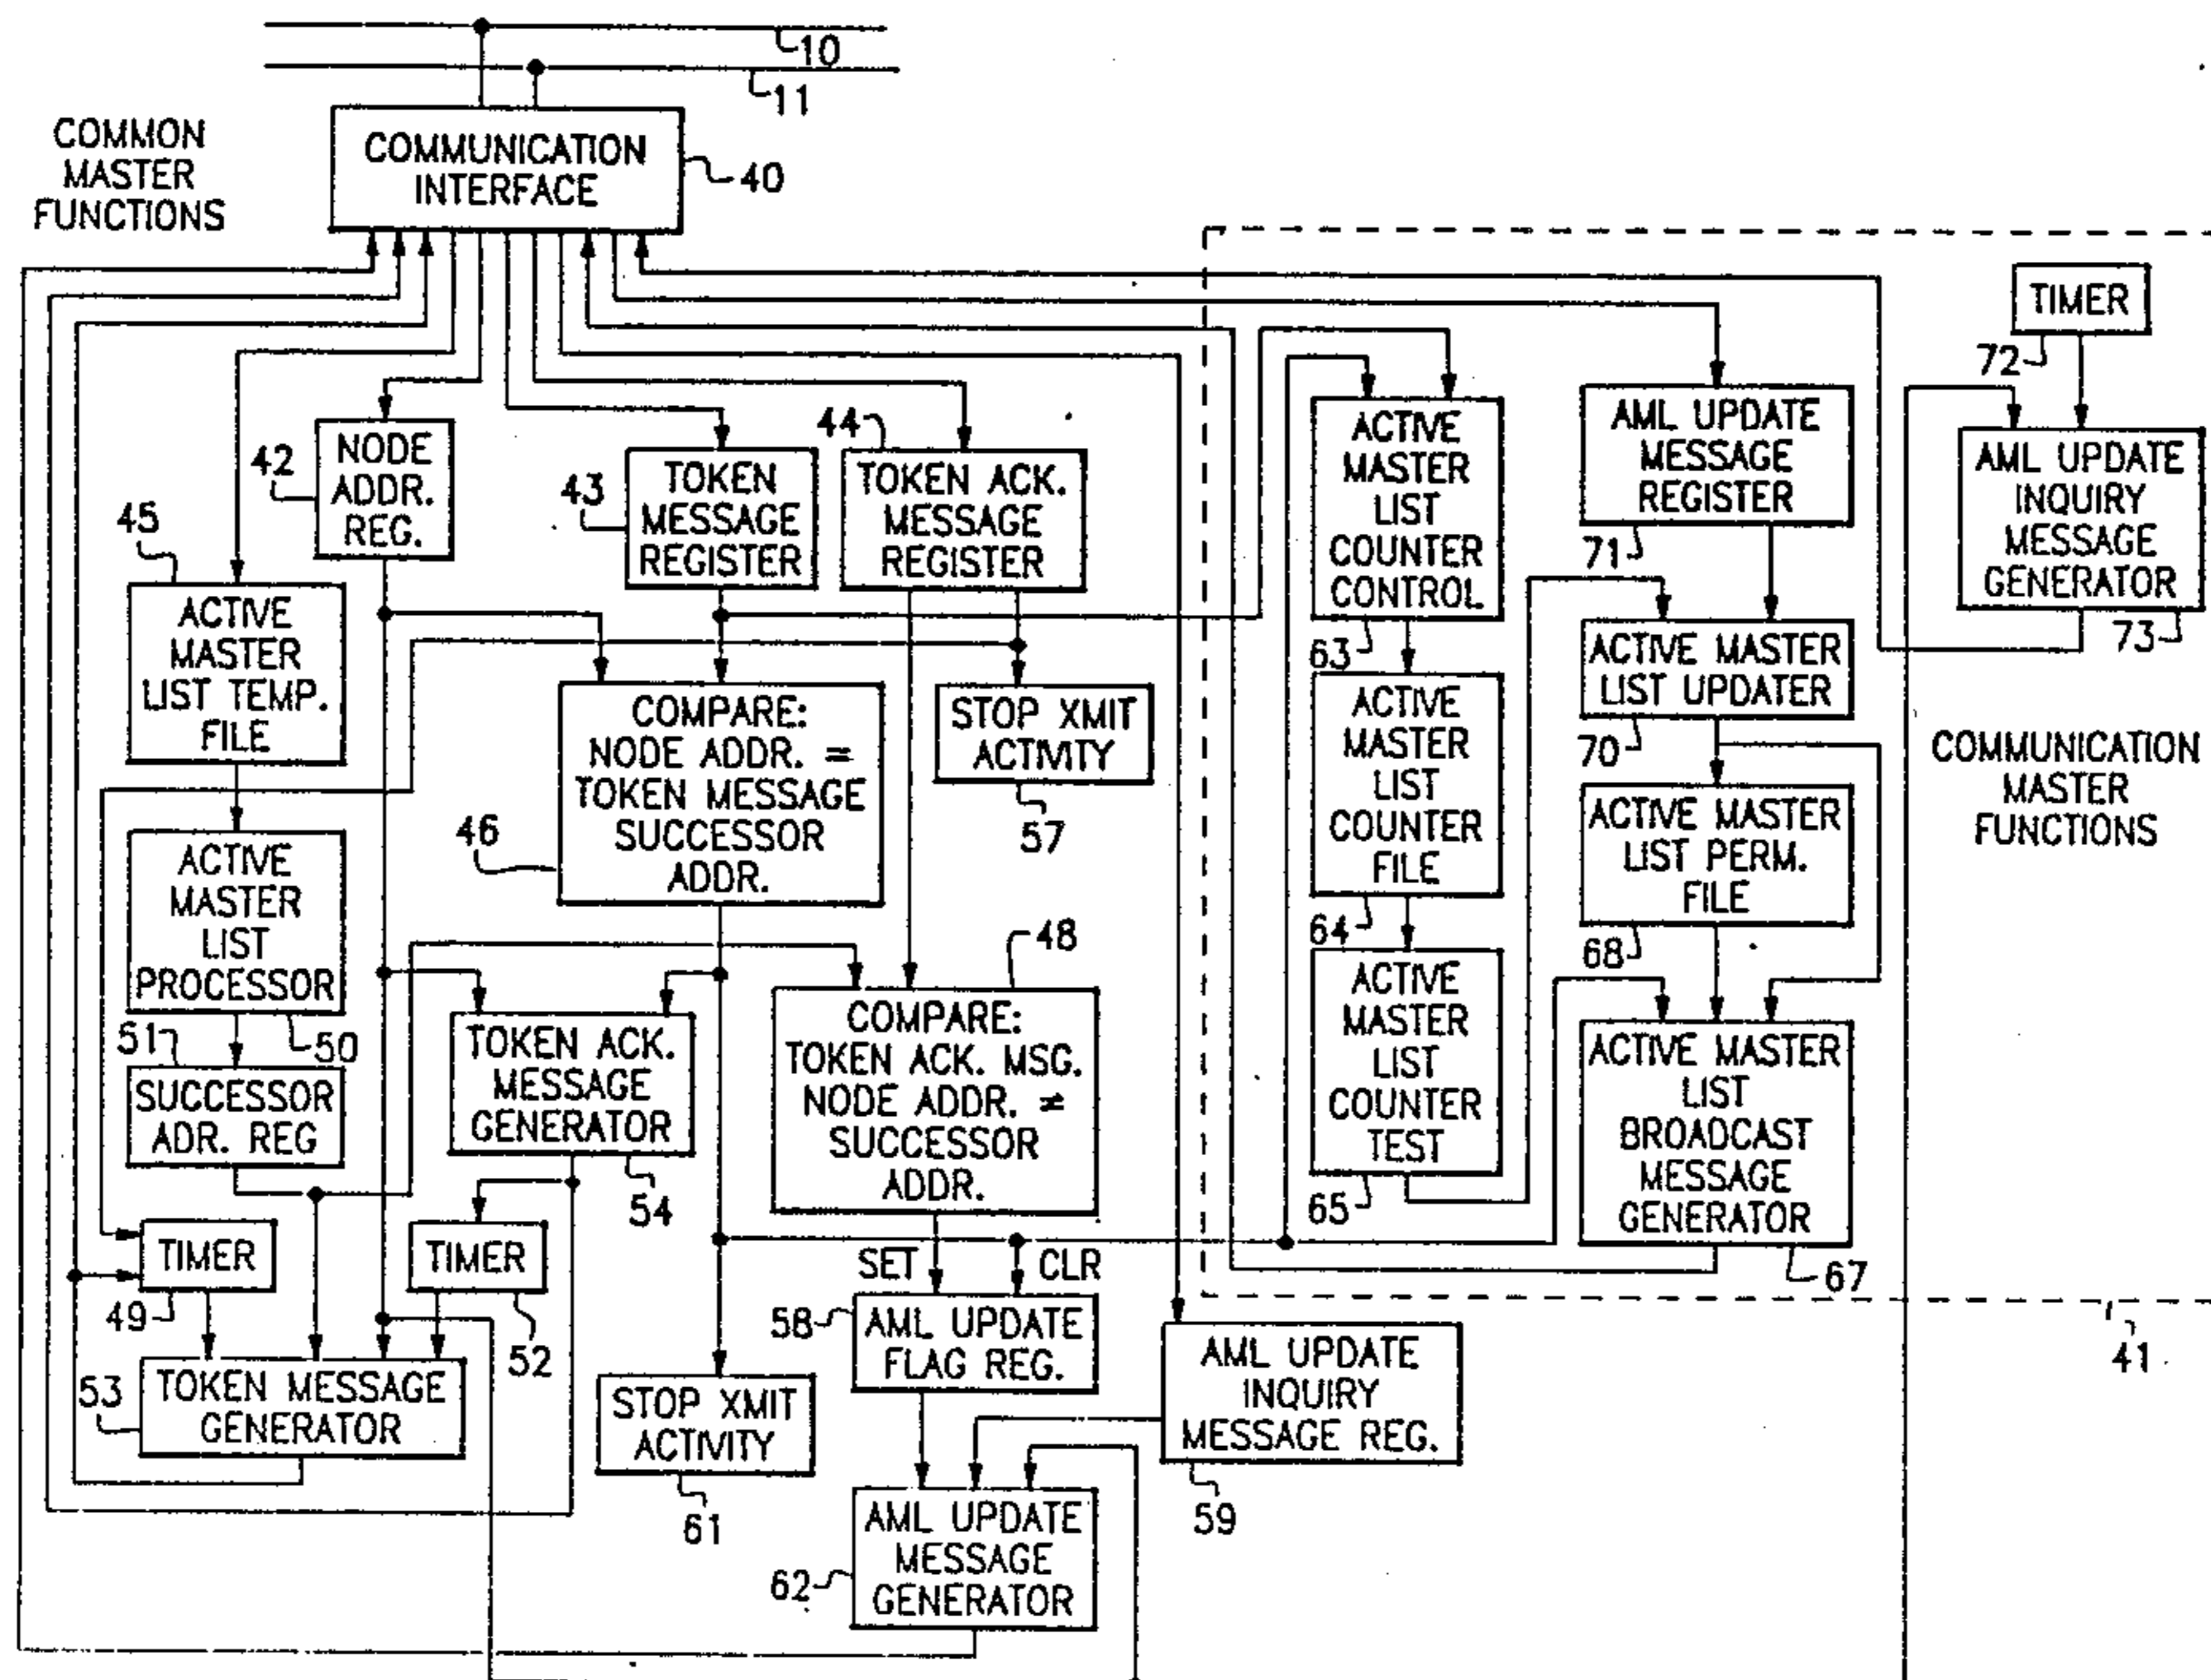 10
11
COMMON
MASTER
FUNCTIONS
COMMUNICATION
INTERFACE
40
TIMER
72
42
NODE
ADDR.
REG.
43
TOKEN
MESSAGE
REGISTER
44
TOKEN ACK.
MESSAGE
REGISTER
ACTIVE
MASTER
LIST
COUNTER
CONTROL
63
AML UPDATE
MESSAGE
REGISTER
71
AML UPDATE
INQUIRY
MESSAGE
GENERATOR
73
45
ACTIVE
MASTER
LIST TEMP.
FILE
COMPARE:
NODE ADDR. =
TOKEN MESSAGE
SUCCESSOR
ADDR.
46
STOP XMIT
ACTIVITY
57
ACTIVE
MASTER
LIST
COUNTER
FILE
64
ACTIVE MASTER
LIST UPDATER
70
COMMUNICATION
MASTER
FUNCTIONS
ACTIVE MASTER
LIST PERM.
FILE
68
ACTIVE
MASTER
LIST
PROCESSOR
50
51
SUCCESSOR
ADR. REG
TOKEN ACK.
MESSAGE
GENERATOR
54
48
COMPARE:
TOKEN ACK. MSG.
NODE ADDR. ≠
SUCCESSOR
ADDR.
ACTIVE
MASTER
LIST
COUNTER
TEST
65
ACTIVE MASTER
LIST
BROADCAST
MESSAGE
GENERATOR
67
TIMER
49
TIMER
52
SET
CLR
58
AML UPDATE
FLAG REG.
AML UPDATE
INQUIRY
MESSAGE REG.
59
41
53
TOKEN MESSAGE
GENERATOR
STOP XMIT
ACTIVITY
61
62
AML UPDATE
MESSAGE
GENERATOR